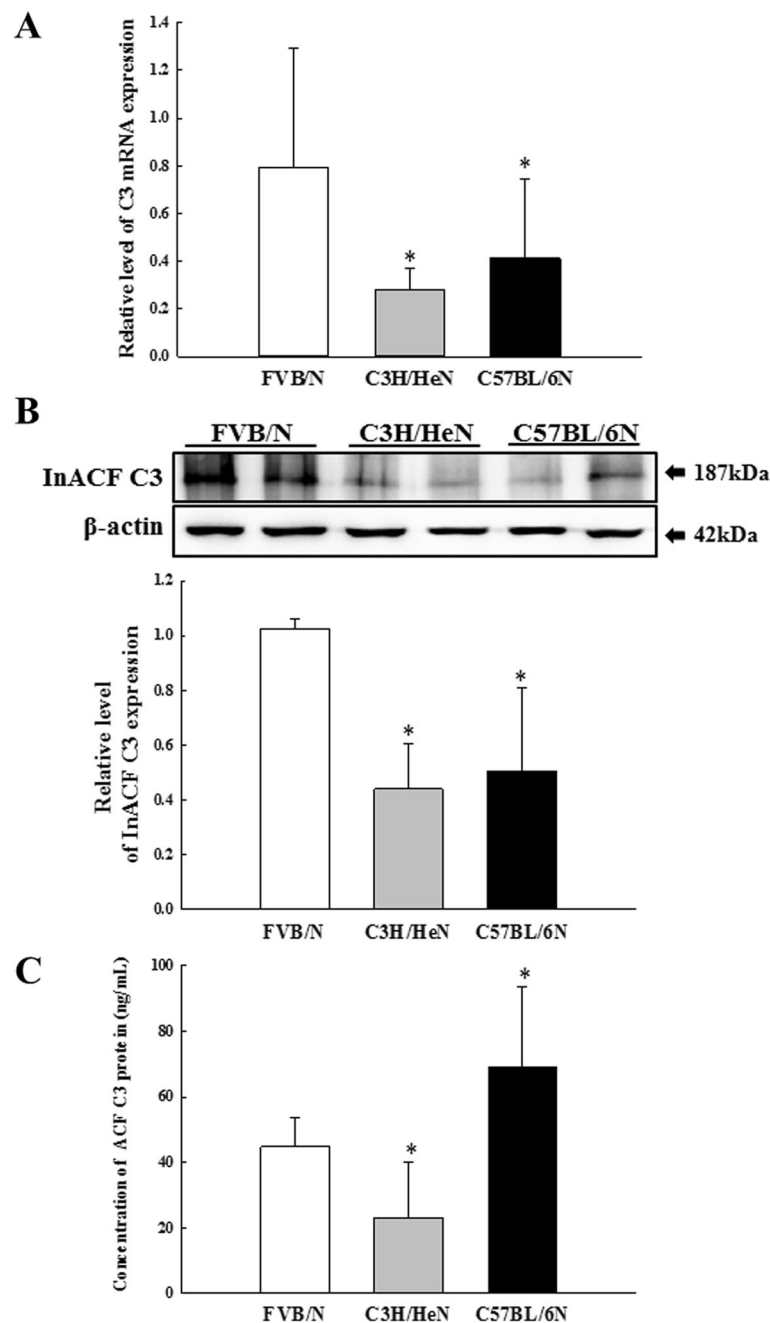 A
Relative level of C3 mRNA expression
1.4
1.2
1.0
0.8
0.6
0.4
0.2
0.0
*
*
FVB/N C3H/HeN C57BL/6N
B
FVB/N C3H/HeN C57BL/6N
InACF C3
187kDa
β-actin
42kDa
Relative level
of InACF C3 expression
1.2
1.0
0.8
0.6
0.4
0.2
0.0
*
*
FVB/N C3H/HeN C57BL/6N
C
Concentration of ACF C3 protein (ng/mL)
100
80
60
40
20
0
*
*
FVB/N C3H/HeN C57BL/6N